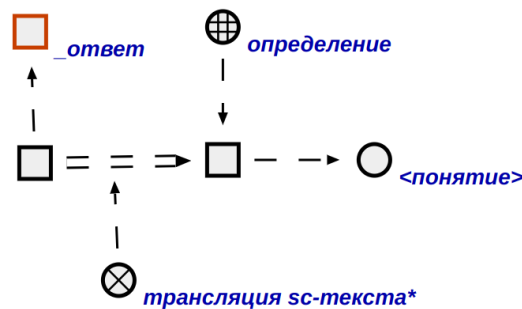 _ответ
определение
<понятие>
трансляция sc-текста*